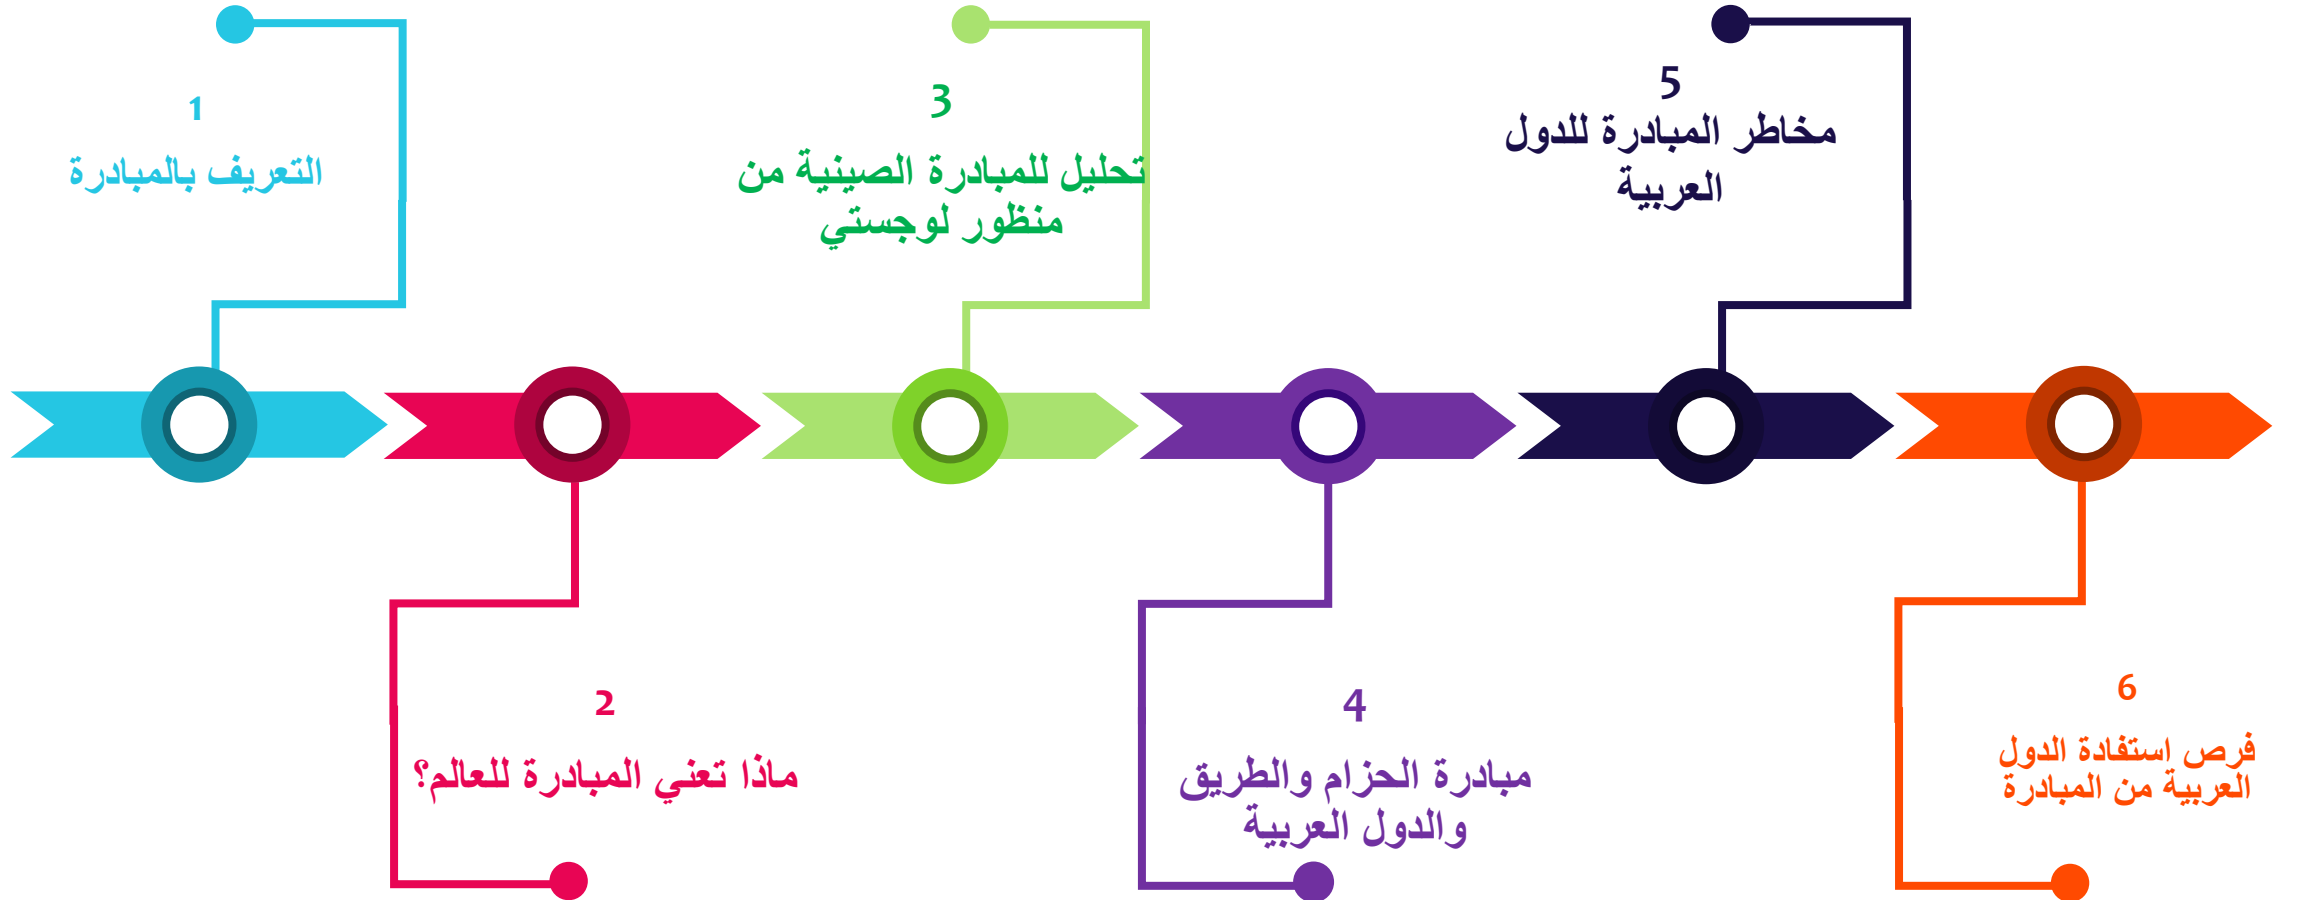 1
التعريف بالمبادرة
2
ماذا تعني المبادرة للعالم؟
3
تحليل للمبادرة الصينية من
منظور لوجستي
4
مبادرة الحزام والطريق
والدول العربية
5
مخاطر المبادرة للدول
العربية
6
فرص استفادة الدول
العربية من المبادرة